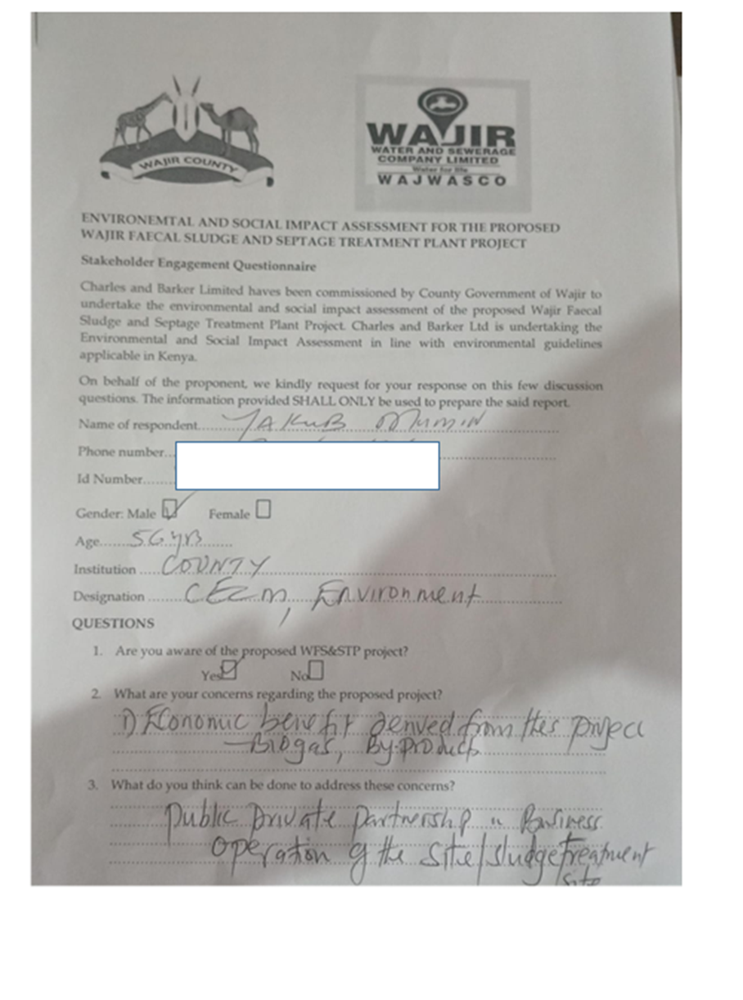 WAJIR COUNTY
WAJIR
WATER AND SEWERAGE
COMPANY LIMITED
Water for life
WAJWASCO
ENVIRONEMTAL AND SOCIAL IMPACT ASSESSMENT FOR THE PROPOSED
WAJIR FAECAL SLUDGE AND SEPTAGE TREATMENT PLANT PROJECT
Stakeholder Engagement Questionnaire
Charles and Barker Limited haves been commissioned by County Government of Wajir to
undertake the environmental and social impact assessment of the proposed Wajir Faecal
Sludge and Septage Treatment Plant Project. Charles and Barker Ltd is undertaking the
Environmental and Social Impact Assessment in line with environmental guidelines
applicable in Kenya.
On behalf of the proponent, we kindly request for your response on this few discussion
questions. The information provided SHALL ONLY be used to prepare the said report.
Name of respondent YAKUB MUMIN
Phone number
Id Number
Gender: Male Female
Age 56 yrs
Institution COUNTY
Designation CECM, Environment
QUESTIONS
1. Are you aware of the proposed WFS&STP project?
Yes No
2. What are your concerns regarding the proposed project?
1) Economic benefit derived from this project
- Biogas, By-products
3. What do you think can be done to address these concerns?
Public private partnership in Business
operation of the site/sludge treatment
site